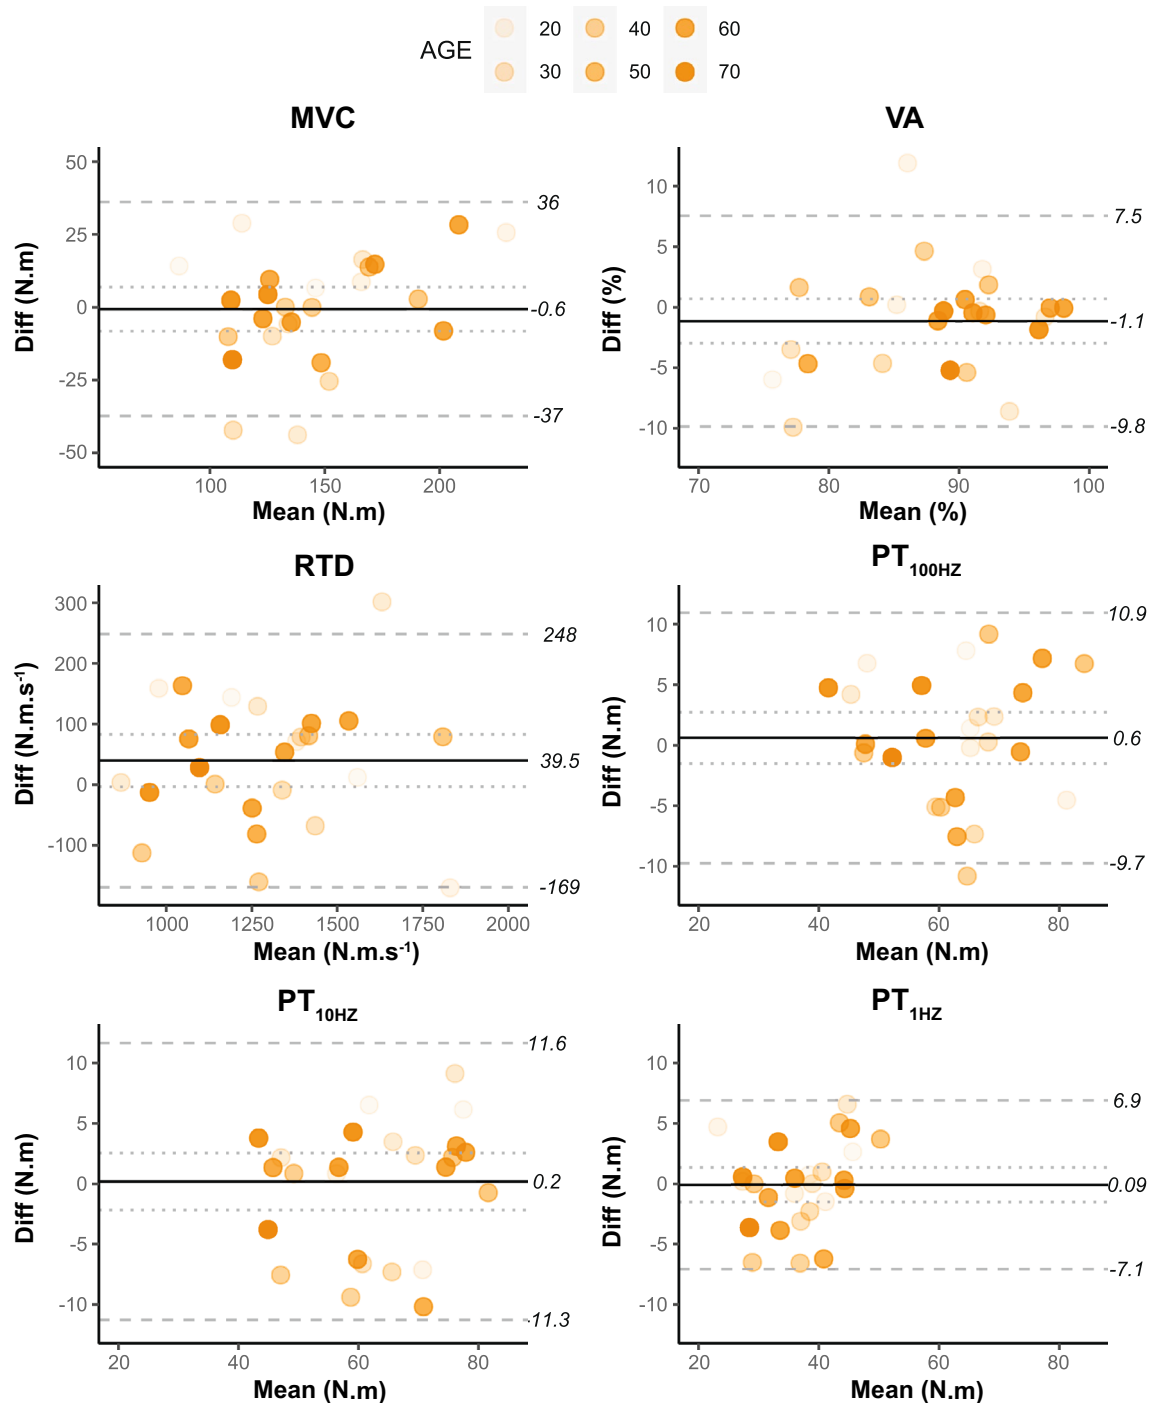 AGE
20 40 60
30 50 70
MVC
50
25
0
-25
-50
36
-0.6
-37
100 150 200
Mean (N.m)
Diff (N.m)
VA
10
5
0
-5
-10
7.5
-1.1
-9.8
70 80 90 100
Mean (%)
Diff (%)
RTD
300
200
100
0
-100
248
39.5
-169
1000 1250 1500 1750 2000
Mean (N.m.s-1)
Diff (N.m.s-1)
PT100HZ
10
5
0
-5
-10
10.9
0.6
-9.7
20 40 60 80
Mean (N.m)
Diff (N.m)
PT10HZ
10
5
0
-5
-10
11.6
0.2
-11.3
20 40 60 80
Mean (N.m)
Diff (N.m)
PT1HZ
10
5
0
-5
-10
6.9
0.09
-7.1
20 40 60 80
Mean (N.m)
Diff (N.m)